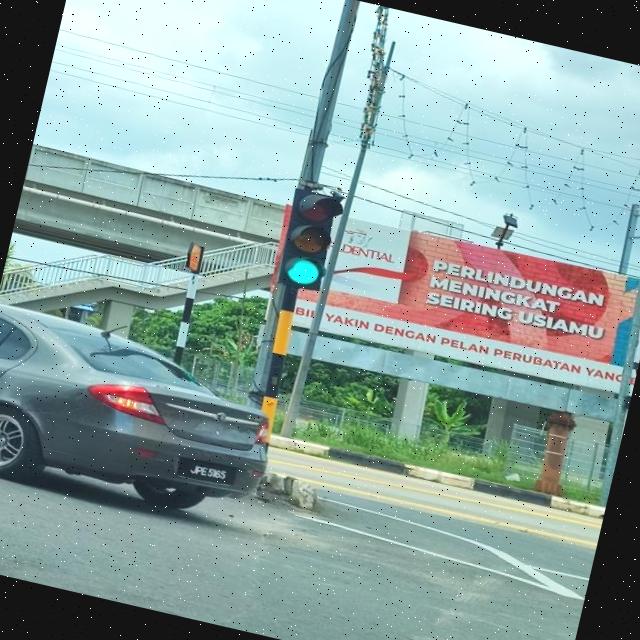 DENTIAL
PERLINDUNGAN
MENINGKAT
SEIRING USIAMU
YAKIN DENGAN PELAN PERUBATAN YANG
JPE 5165